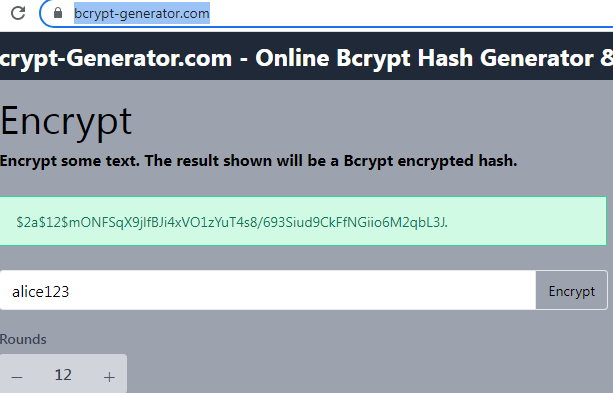 bcrypt-generator.com
crypt-Generator.com - Online Bcrypt Hash Generator &
Encrypt
Encrypt some text. The result shown will be a Bcrypt encrypted hash.
$2a$12$mONFSqX9jlfBJi4xVO1zYuT4s8/693Siud9CkFfNGiio6M2qbL3J.
alice123
Encrypt
Rounds
− 12 +